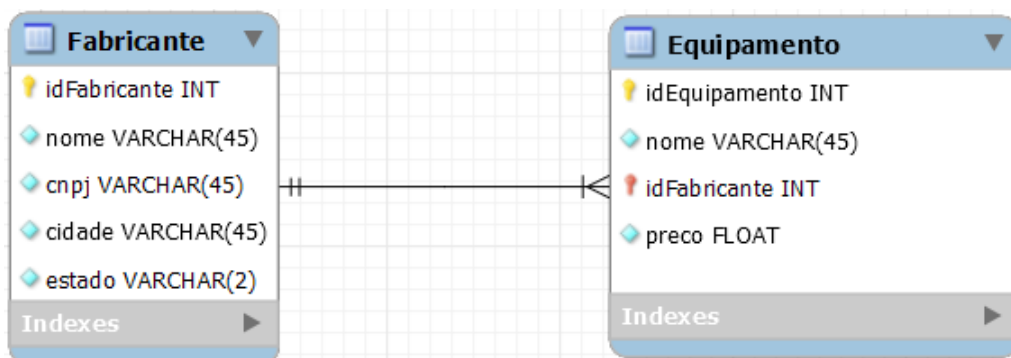 Fabricante
idFabricante INT
nome VARCHAR(45)
cnpj VARCHAR(45)
cidade VARCHAR(45)
estado VARCHAR(2)
Indexes
Equipamento
idEquipamento INT
nome VARCHAR(45)
idFabricante INT
preco FLOAT
Indexes